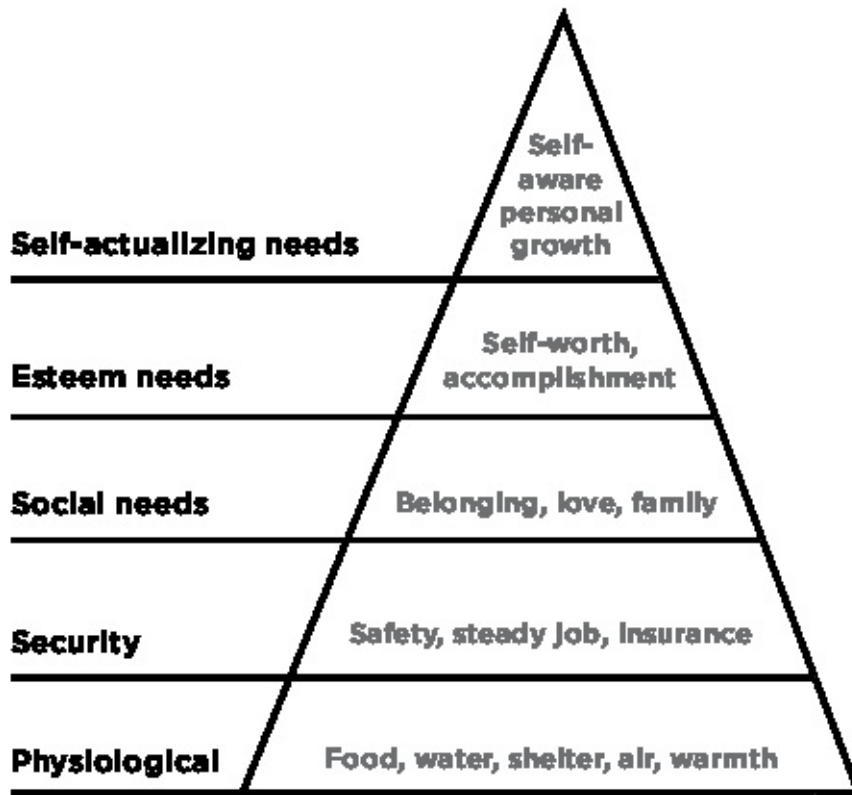 Self-
aware
personal
growth
Self-actualizing needs
Self-worth,
accomplishment
Esteem needs
Social needs
Belonging, love, family
Security
Safety, steady job, insurance
Physiological
Food, water, shelter, air, warmth